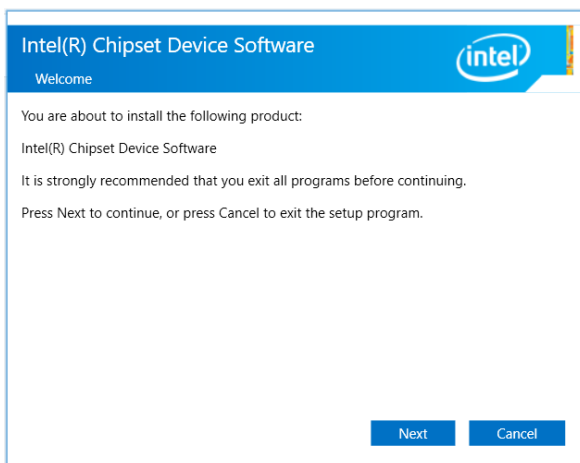 Intel(R) Chipset Device Software
intel
Welcome
You are about to install the following product:
Intel(R) Chipset Device Software
It is strongly recommended that you exit all programs before continuing.
Press Next to continue, or press Cancel to exit the setup program.
Next
Cancel